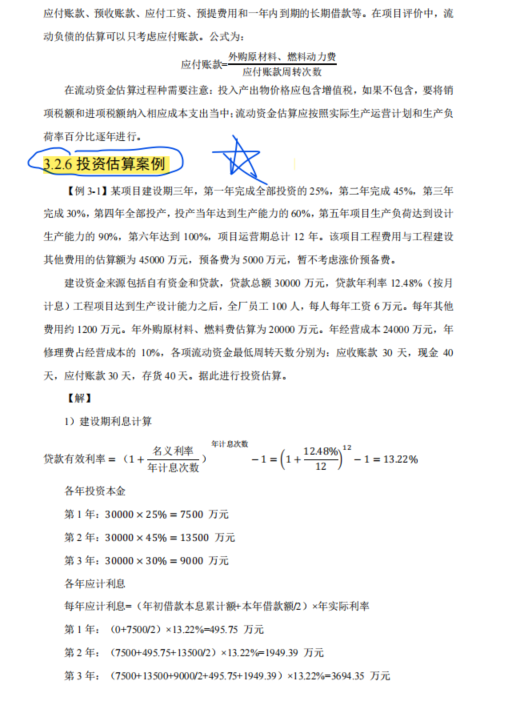 应付账款、预收账款、应付工资、预提费用和一年内到期的长期借款等。在项目评价中，流
动负债的估算可以只考虑应付账款。公式为：
应付账款=外购原材料、燃料动力费
应付账款周转次数
在流动资金估算过程种需要注意：投入产出物价格应包含增值税，如果不包含，要将销
项税额和进项税额纳入相应成本支出当中；流动资金估算应按照实际生产运营计划和生产负
荷率百分比逐年进行。
3.2.6 投资估算案例
【例 3-1】某项目建设期三年，第一年完成全部投资的 25%，第二年完成 45%，第三年
完成 30%，第四年全部投产，投产当年达到生产能力的 60%，第五年项目生产负荷达到设计
生产能力的 90%，第六年达到 100%，项目运营期总计 12 年。该项目工程费用与工程建设
其他费用的估算额为 45000 万元，预备费为 5000 万元，暂不考虑涨价预备费。
建设资金来源包括自有资金和贷款，贷款总额 30000 万元，贷款年利率 12.48%（按月
计息）工程项目达到生产设计能力之后，全厂员工 100 人，每人每年工资 6 万元。每年其他
费用约 1200 万元。年外购原材料、燃料费估算为 20000 万元。年经营成本 24000 万元，年
修理费占经营成本的 10%，各项流动资金最低周转天数分别为：应收账款 30 天，现金 40
天，应付账款 30 天，存货 40 天。据此进行投资估算。
【解】
1）建设期利息计算
贷款有效利率 = （1 + 名义利率/年计息次数）年计息次数 − 1 = (1 + 12.48%/12)12 − 1 = 13.22%
各年投资本金
第 1 年：30000 × 25% = 7500 万元
第 2 年：30000 × 45% = 13500 万元
第 3 年：30000 × 30% = 9000 万元
各年应计利息
每年应计利息=（年初借款本息累计额+本年借款额/2）×年实际利率
第 1 年：（0+7500/2）×13.22%=495.75 万元
第 2 年：（7500+495.75+13500/2）×13.22%=1949.39 万元
第 3 年：（7500+13500+9000/2+495.75+1949.39）×13.22%=3694.35 万元